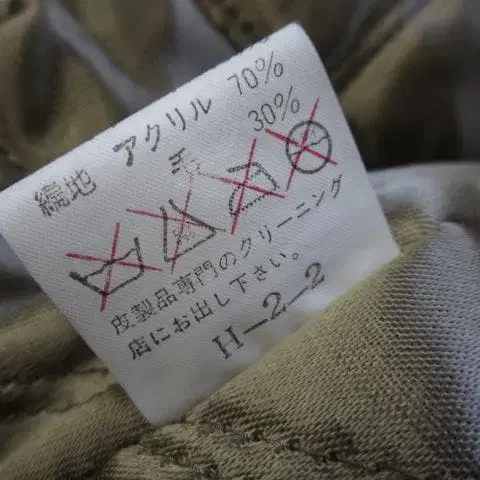 編地 アクリル 70%
毛 30%
皮製品専門のクリーニング
店にお出し下さい。
H-2-2